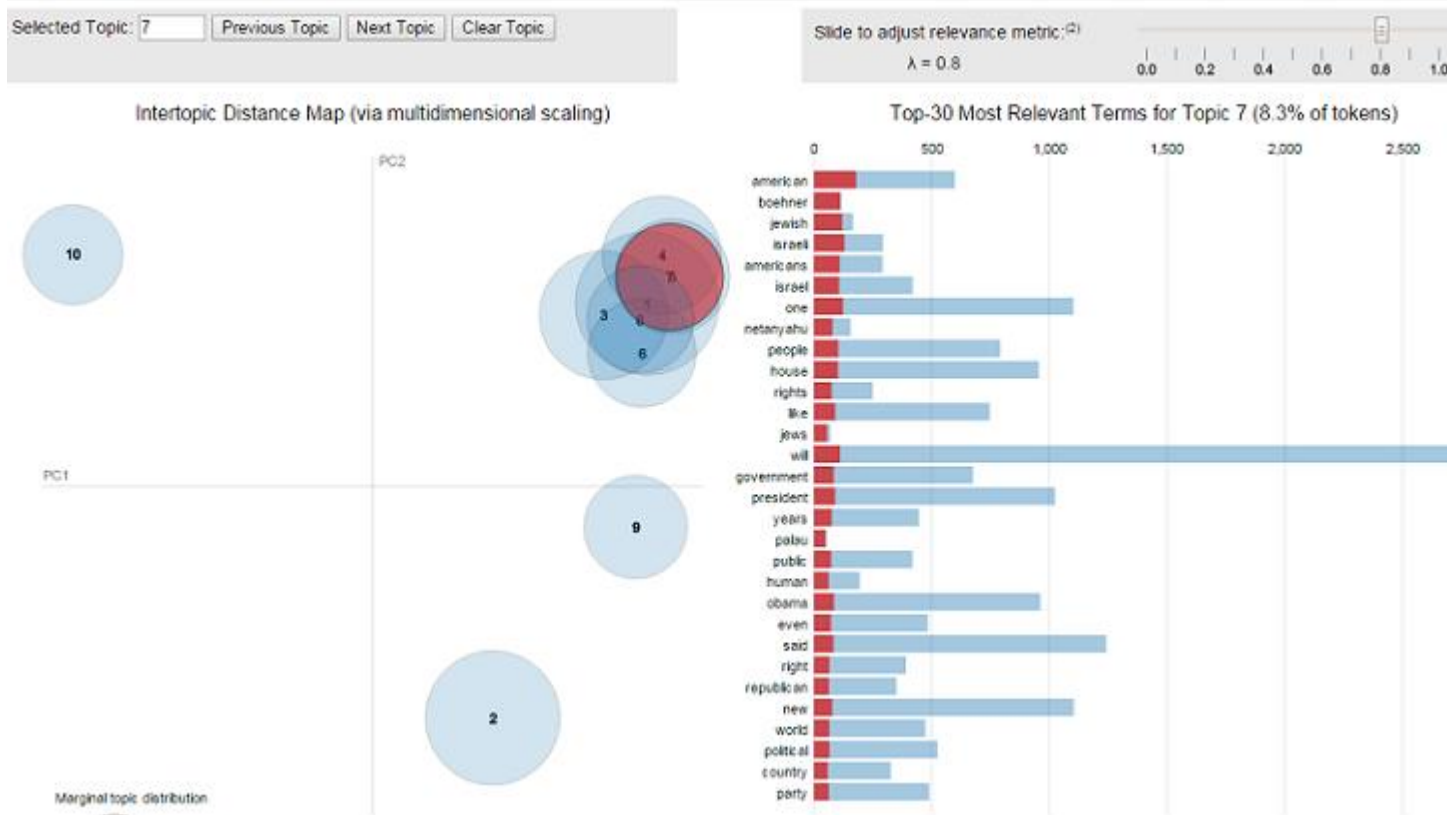 Selected Topic: 7 Previous Topic Next Topic Clear Topic
Slide to adjust relevance metric:(2)
λ = 0.8
0.0 0.2 0.4 0.6 0.8 1.0
Intertopic Distance Map (via multidimensional scaling)
PC2
PC1
10
4
3
6
9
2
Marginal topic distribution
Top-30 Most Relevant Terms for Topic 7 (8.3% of tokens)
0 500 1,000 1,500 2,000 2,500
american
boehner
jewish
israeli
americans
israel
one
netanyahu
people
house
rights
like
jews
will
government
president
years
palau
public
human
obama
even
said
right
republican
new
world
political
country
party